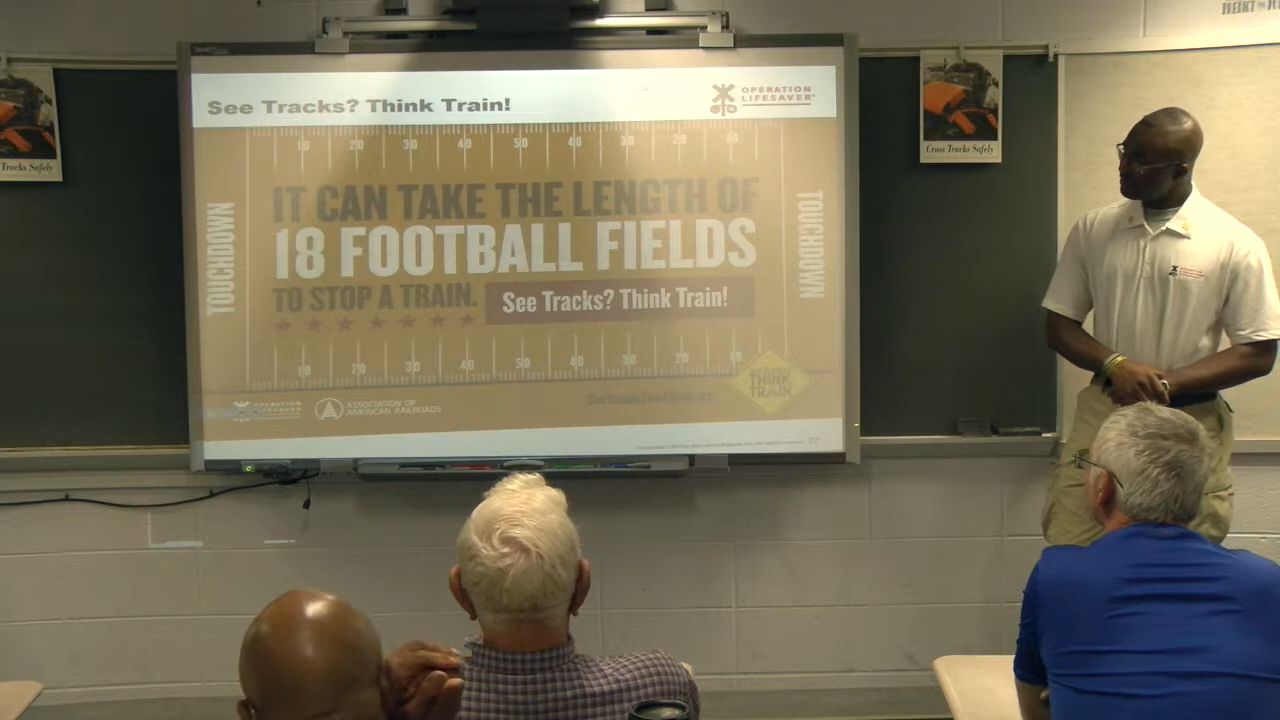 See Tracks? Think Train!
OPERATION
LIFESAVER
10 20 30 40 50 40 30 20 10
IT CAN TAKE THE LENGTH OF
18 FOOTBALL FIELDS
TO STOP A TRAIN.
See Tracks? Think Train!
TOUCHDOWN
TOUCHDOWN
10 20 30 40 50 40 30 20 10
OPERATION
LIFESAVER
ASSOCIATION OF
AMERICAN RAILROADS
THINK
TRAIN
Tracks Safely
Cross Tracks Safely